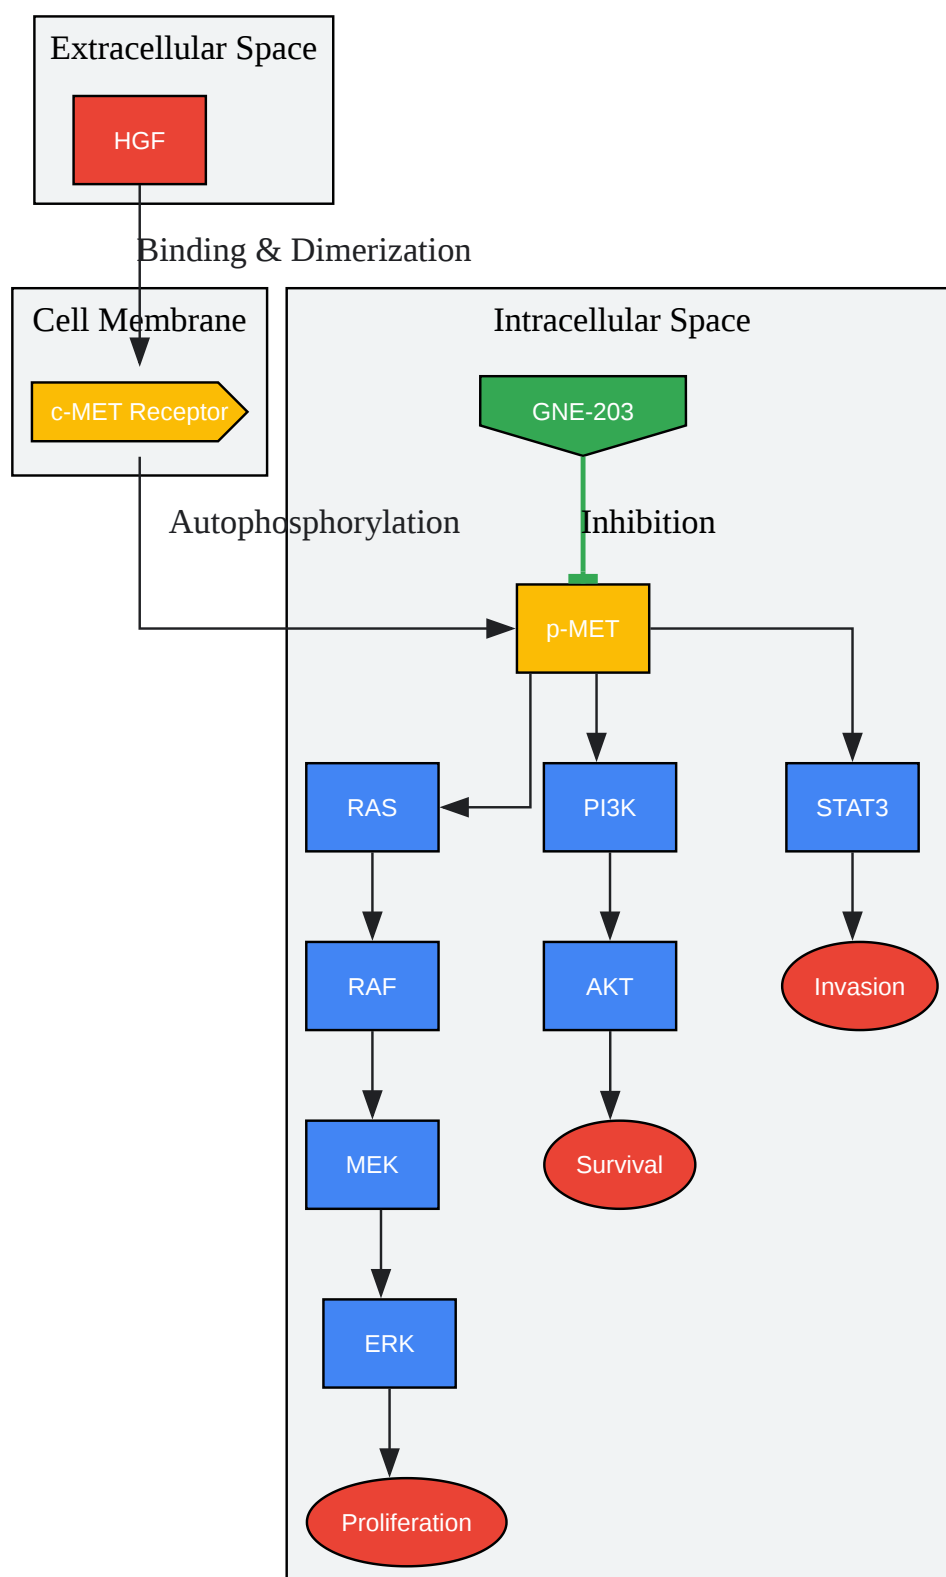 Extracellular Space
HGF
Binding & Dimerization
Cell Membrane
Intracellular Space
c-MET Receptor
GNE-203
Autophosphorylation
Inhibition
p-MET
RAS
PI3K
STAT3
RAF
AKT
Invasion
MEK
Survival
ERK
Proliferation